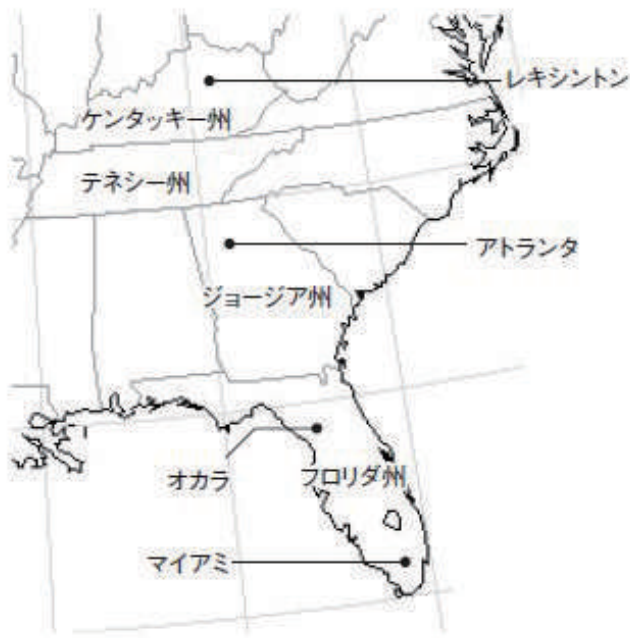 レキシントン
ケンタッキー州
テネシー州
アトランタ
ジョージア州
オカラ
フロリダ州
マイアミ